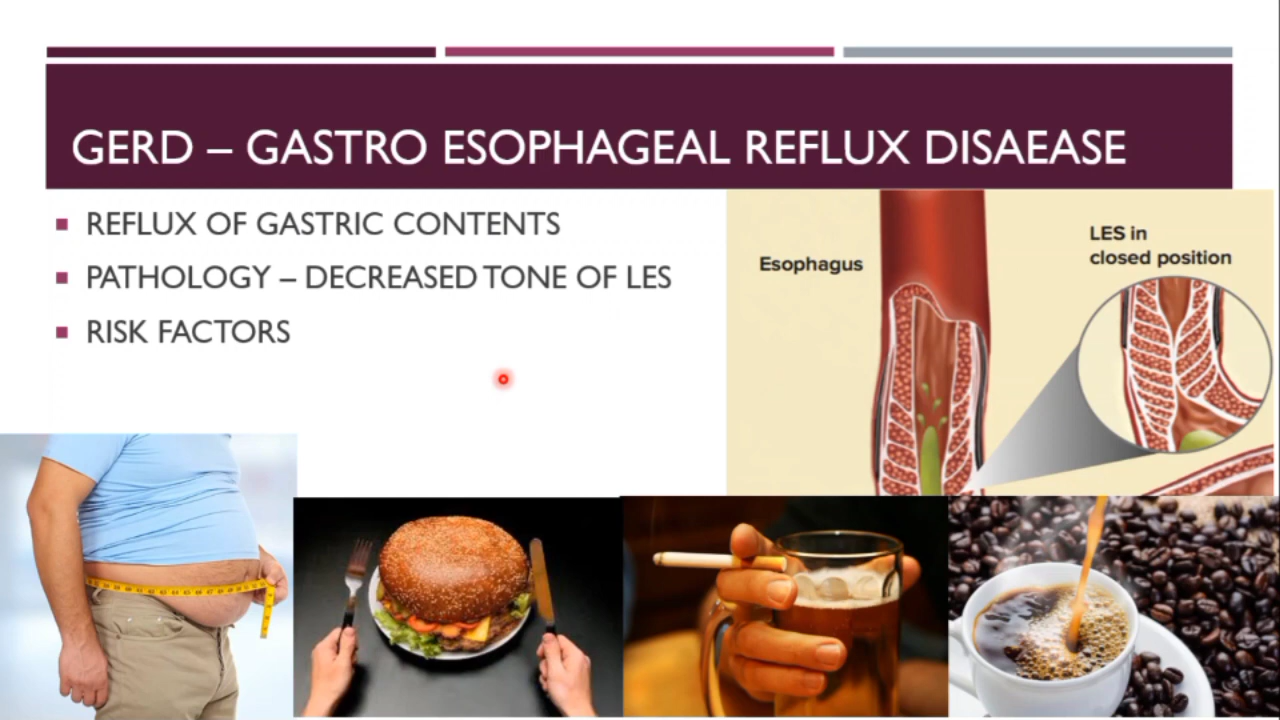 GERD – GASTRO ESOPHAGEAL REFLUX DISAEASE
REFLUX OF GASTRIC CONTENTS
PATHOLOGY – DECREASED TONE OF LES
RISK FACTORS
Esophagus
LES in
closed position